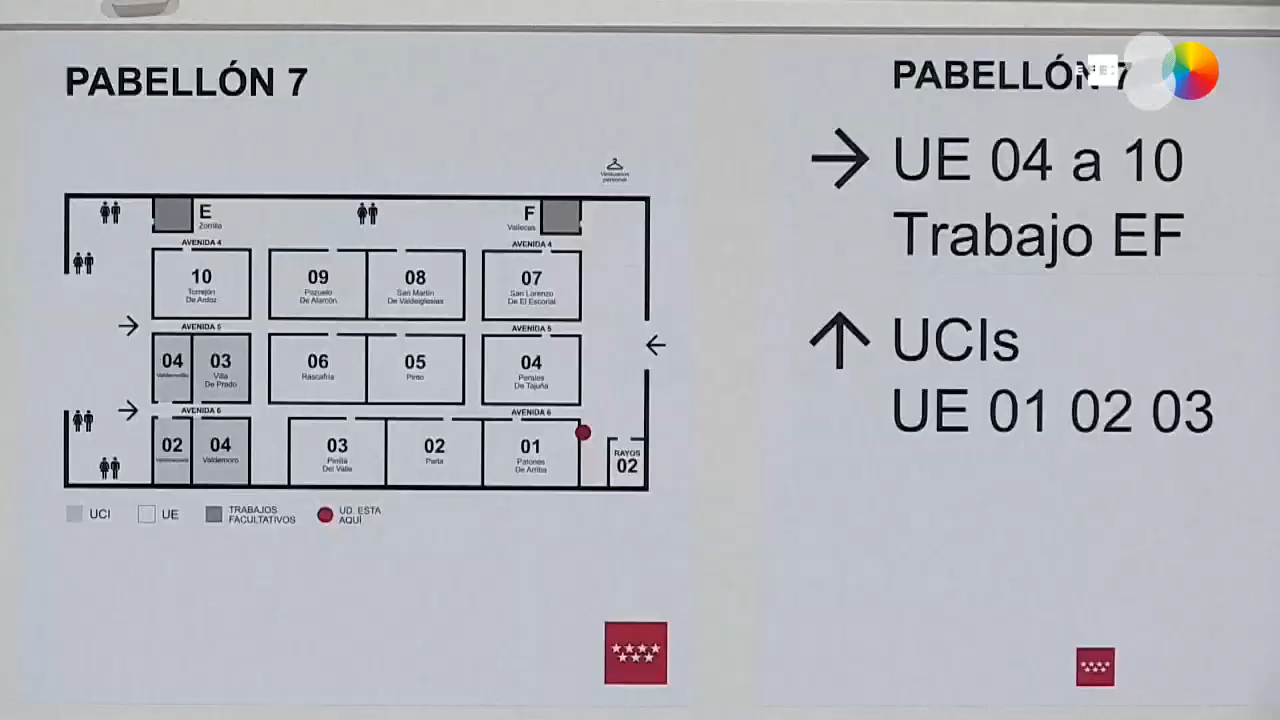 PABELLÓN 7
Vestuarios
personal
E
Zorrilla
F
Vallecas
AVENIDA 4
AVENIDA 4
10
Torrejón
De Ardoz
09
Pozuelo
De Alarcón
08
San Martín
De Valdeiglesias
07
San Lorenzo
De El Escorial
AVENIDA 5
AVENIDA 5
04
03
Villa
De Prado
06
Rascafría
05
Pinto
04
Perales
De Tajuña
AVENIDA 6
AVENIDA 6
02
04
Valdemoro
03
Pinilla
Del Valle
02
Parla
01
Patones
De Arriba
RAYOS
02
UCI
UE
TRABAJOS
FACULTATIVOS
UD. ESTA
AQUÍ
PABELLÓN 7
UE 04 a 10
Trabajo EF
UCIs
UE 01 02 03